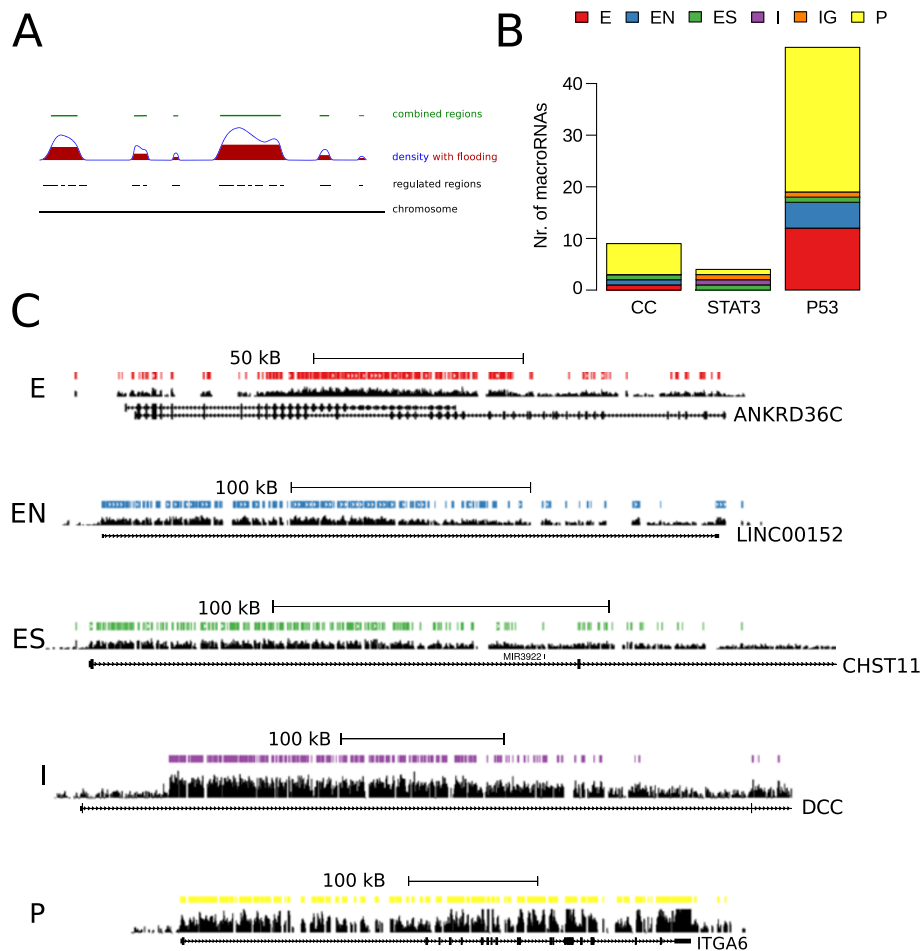 A
combined regions
density with flooding
regulated regions
chromosome
B
E EN ES I IG P
Nr. of macroRNAs
40
30
20
10
0
CC STAT3 P53
C
50 kB
E
ANKRD36C
100 kB
EN
LINC00152
100 kB
ES
MIR3922
CHST11
100 kB
I
DCC
100 kB
P
ITGA6